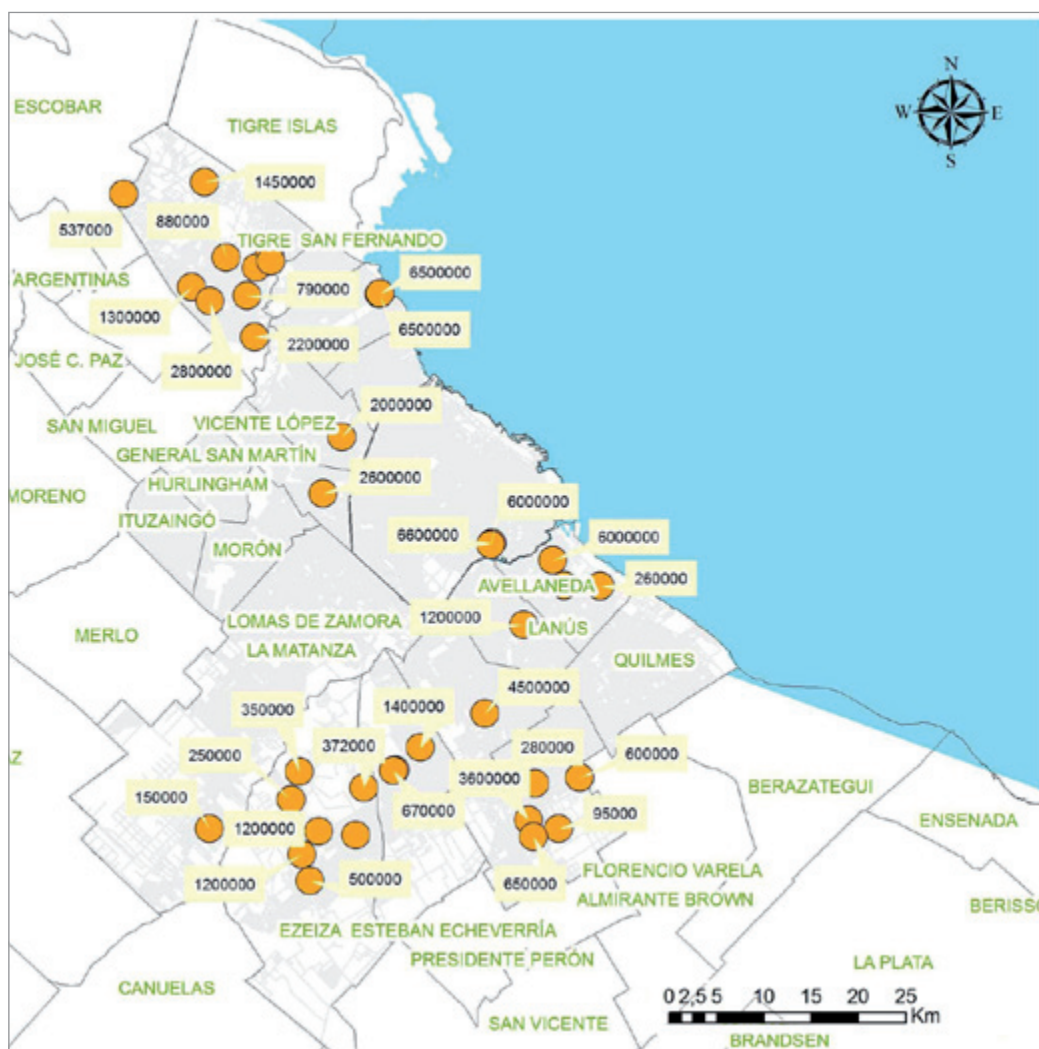 N
ESCOBAR
W
E
TIGRE ISLAS
S
1450000
537000
880000
TIGRE SAN FERNANDO
6500000
ARGENTINAS
790000
1300000
6500000
2200000
JOSÉ C. PAZ
2800000
2000000
SAN MIGUEL
VICENTE LÓPEZ
GENERAL SAN MARTÍN
2600000
HURLINGHAM
MORENO
6000000
ITUZAINGÓ
6600000
6000000
MORÓN
AVELLANEDA
260000
1200000
LOMAS DE ZAMORA
LANÚS
MERLO
LA MATANZA
QUILMES
4500000
1400000
350000
372000
280000
600000
250000
3600000
Z
BERAZATEGUI
150000
670000
95000
1200000
ENSENADA
FLORENCIO VARELA
500000
1200000
650000
ALMIRANTE BROWN
BERISSO
EZEIZA ESTEBAN ECHEVERRÍA
PRESIDENTE PERÓN
LA PLATA
CANUELAS
0 2,5 5 10 15 20 25
Km
SAN VICENTE
BRANDSEN